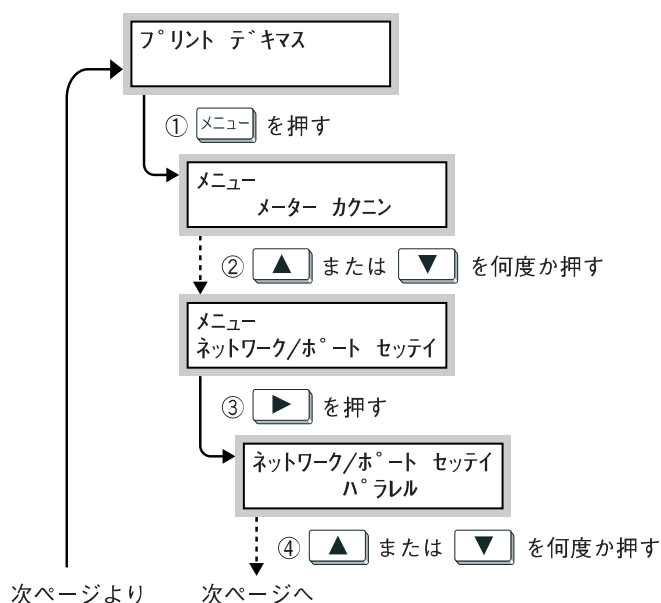 プリント デキマス
① メニュー を押す
メニュー
メーター カクニン
② ▲ または ▼ を何度か押す
メニュー
ネットワーク/ポート セッテイ
③ ▶ を押す
ネットワーク/ポート セッテイ
パラレル
④ ▲ または ▼ を何度か押す
次ページより 次ページへ